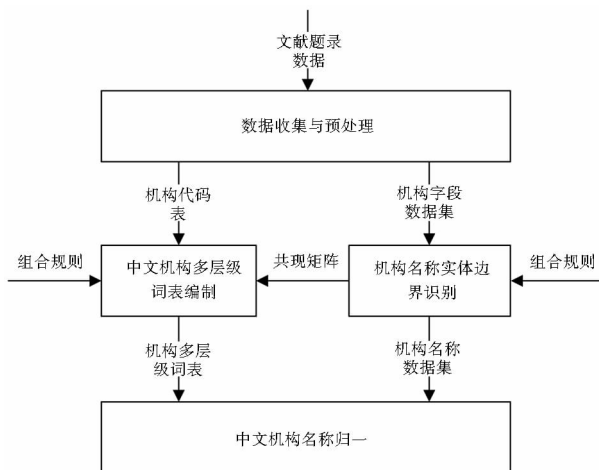 文献题录
数据
数据收集与预处理
机构代码
表
机构字段
数据集
组合规则
中文机构多层级
词表编制
共现矩阵
机构名称实体边
界识别
组合规则
机构多层
级词表
机构名称
数据集
中文机构名称归一